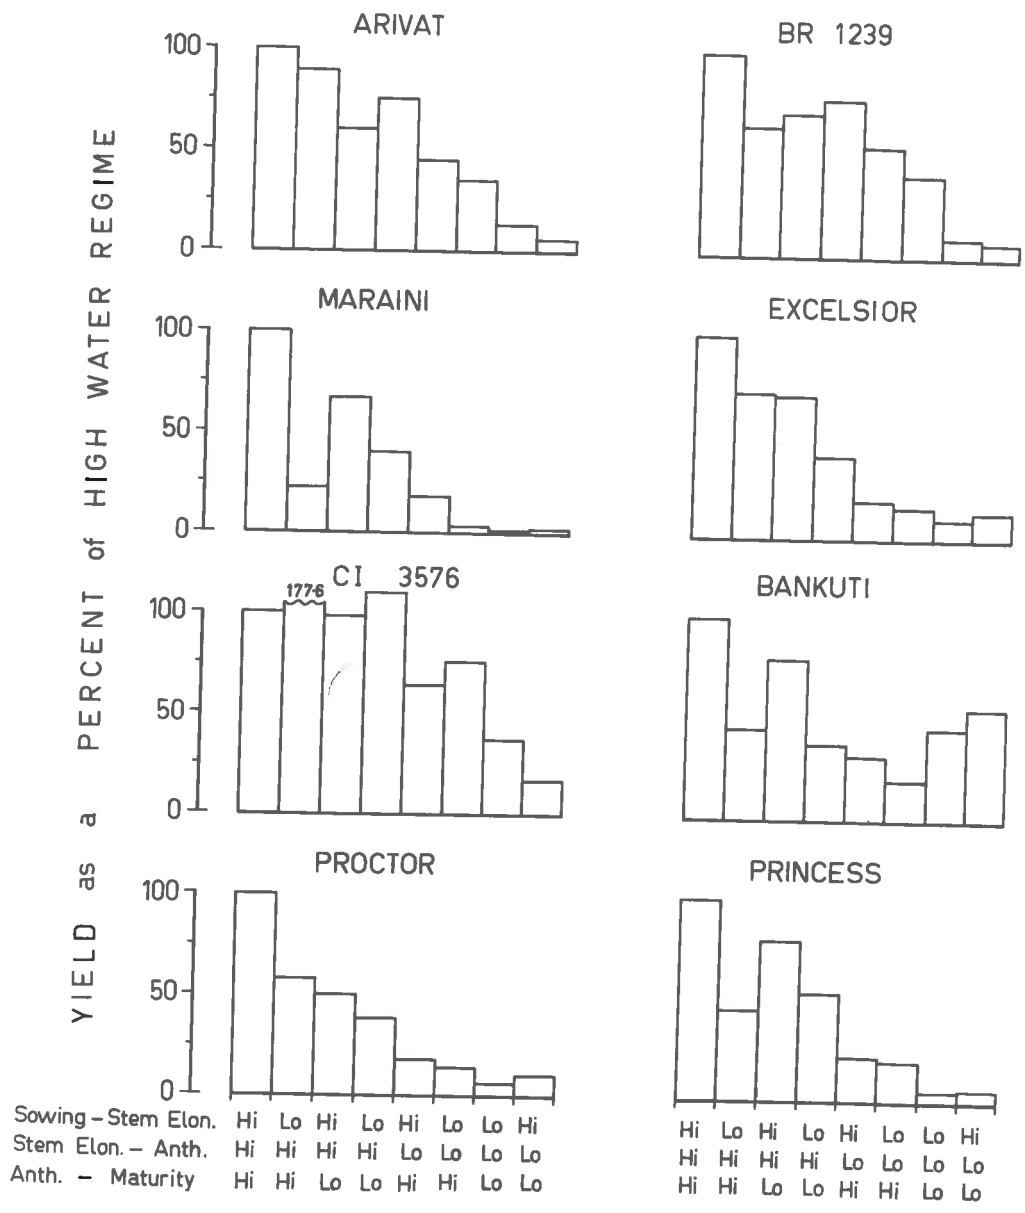 ARIVAT
BR 1239
100
50
0
MARAINI
EXCELSIOR
100
50
0
CI 3576
BANKUTI
177·6
100
50
0
PROCTOR
PRINCESS
100
50
0
YIELD as a PERCENT of HIGH WATER REGIME
Sowing – Stem Elon. Hi Lo Hi Lo Hi Lo Lo Hi
Stem Elon. – Anth. Hi Hi Hi Hi Lo Lo Lo Lo
Anth. – Maturity Hi Hi Lo Lo Hi Hi Lo Lo
Hi Lo Hi Lo Hi Lo Lo Hi
Hi Hi Hi Hi Lo Lo Lo Lo
Hi Hi Lo Lo Hi Hi Lo Lo